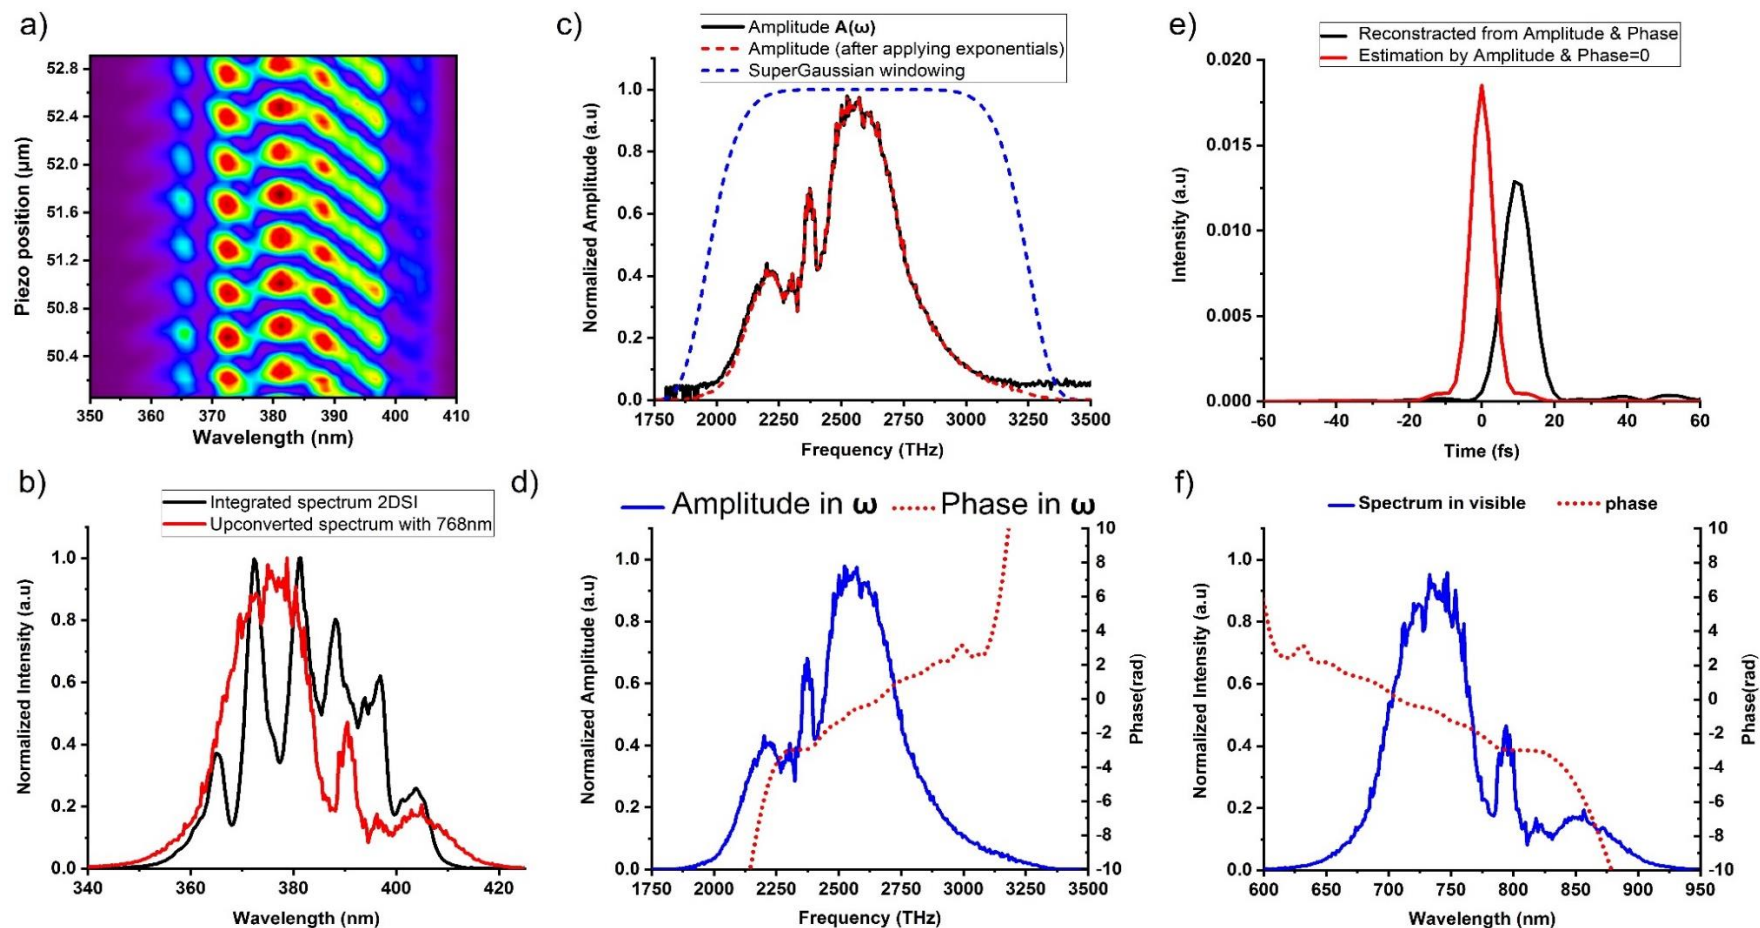 a)
52.8
52.4
52.0
51.7
51.3
50.9
50.4
Piezo position (µm)
350 360 370 380 390 400 410
Wavelength (nm)
b)
Integrated spectrum 2DSI
Upconverted spectrum with 768nm
1.0
0.8
0.6
0.4
0.2
0.0
Normalized Intensity (a.u)
340 360 380 400 420
Wavelength (nm)
c)
Amplitude A(ω)
Amplitude (after applying exponentials)
SuperGaussian windowing
1.0
0.8
0.6
0.4
0.2
0.0
Normalized Amplitude (a.u)
1750 2000 2250 2500 2750 3000 3250 3500
Frequency (THz)
d)
Amplitude in ω Phase in ω
1.0
0.8
0.6
0.4
0.2
0.0
Normalized Amplitude (a.u)
10
8
6
4
2
0
-2
-4
-6
-8
-10
Phase(rad)
1750 2000 2250 2500 2750 3000 3250 3500
Frequency (THz)
e)
Reconstracted from Amplitude & Phase
Estimation by Amplitude & Phase=0
0.020
0.015
0.010
0.005
0.000
Intensity (a.u)
-60 -40 -20 0 20 40 60
Time (fs)
f)
Spectrum in visible phase
1.0
0.8
0.6
0.4
0.2
0.0
Normalized Intensity (a.u)
10
8
6
4
2
0
-2
-4
-6
-8
-10
Phase(rad)
600 650 700 750 800 850 900 950
Wavelength (nm)